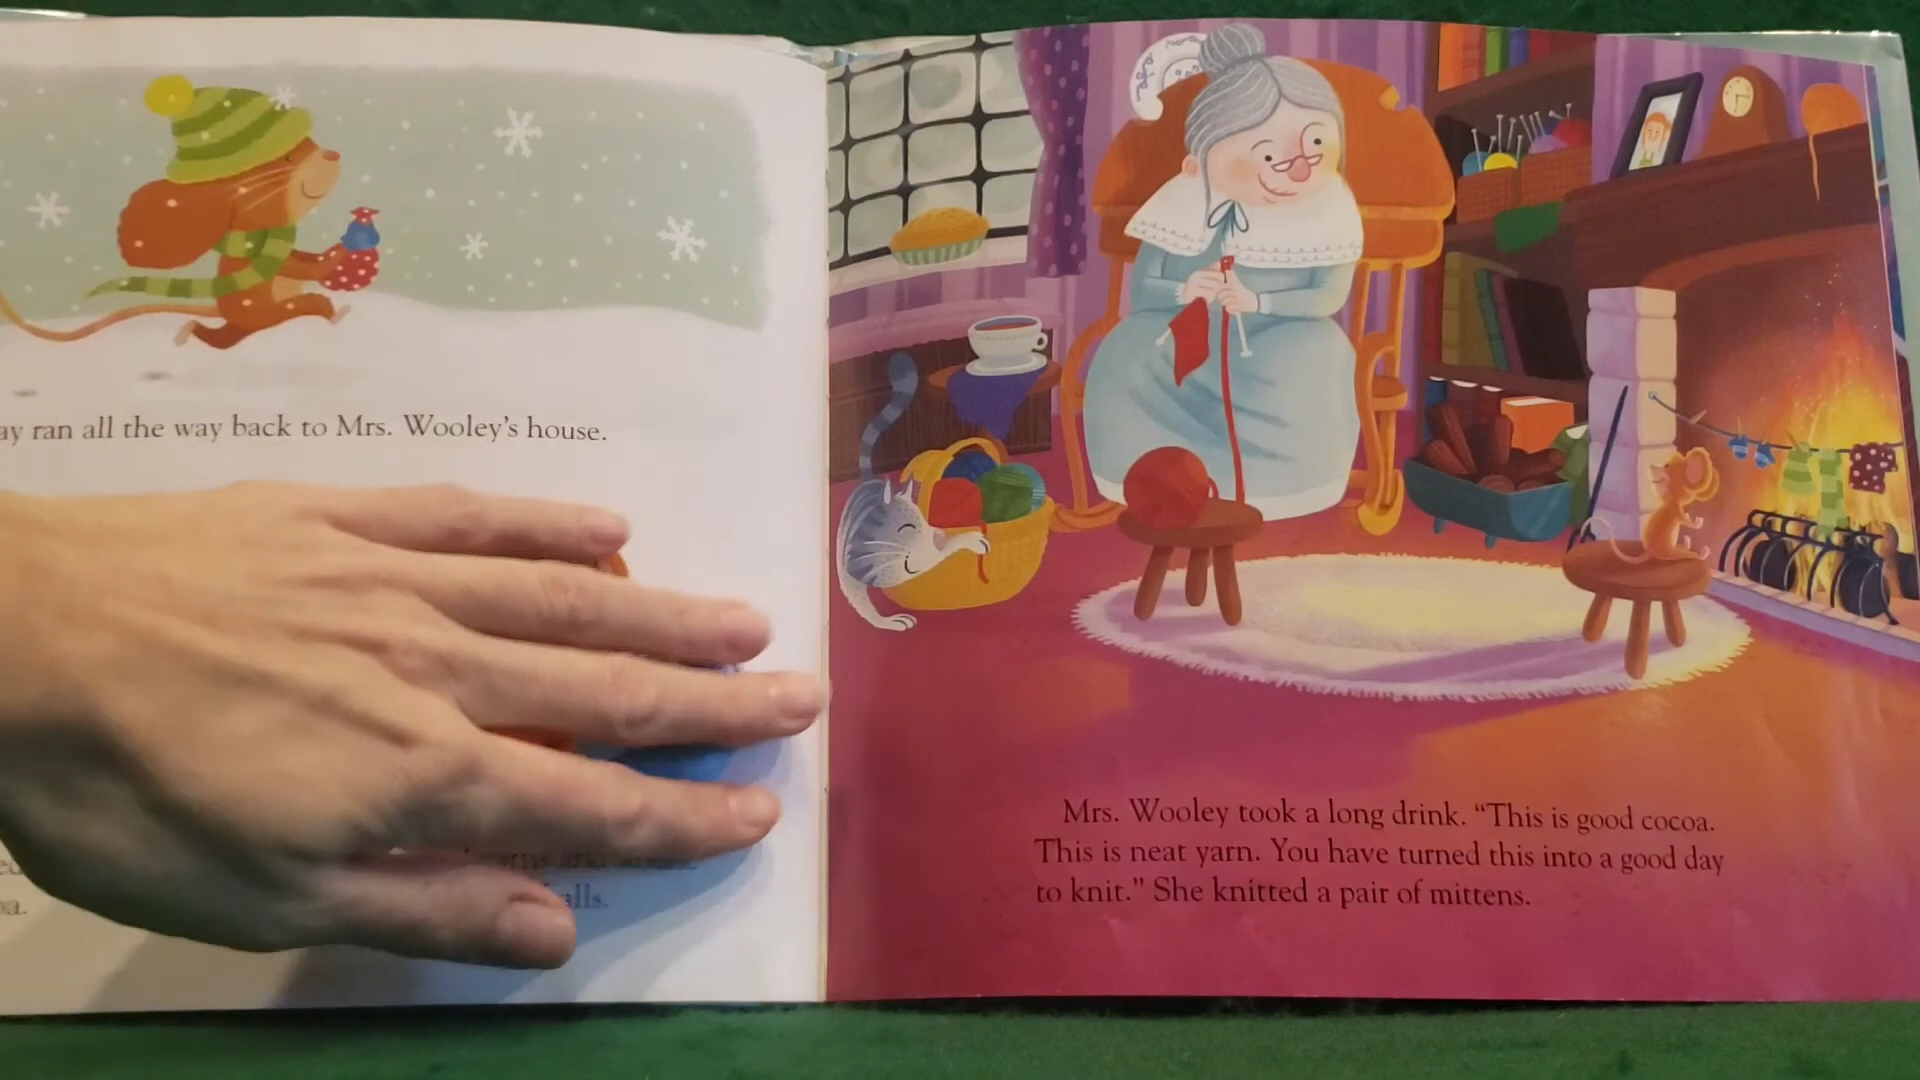 ran all the way back to Mrs. Wooley's house.
Mrs. Wooley took a long drink. "This is good cocoa.
This is neat yarn. You have turned this into a good day
to knit." She knitted a pair of mittens.